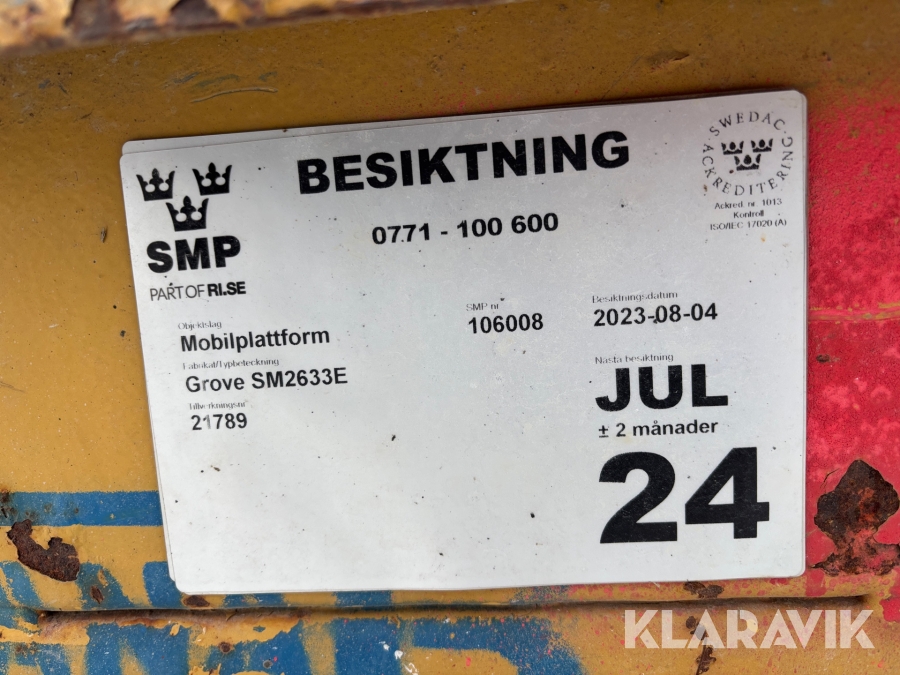 KLARAVIK
BESIKTNING
0771 - 100 600
SMP
PART OF RI.SE
SWEDAC ACKREDITERING
Ackred. nr. 1013
Kontroll
ISO/IEC 17020 (A)
Objektslag
Mobilplattform
Fabrikat/Typbeteckning
Grove SM2633E
Tillverkningsnr
21789
SMP nr
106008
Besiktningsdatum
2023-08-04
Nästa besiktning
JUL
± 2 månader
24
KLARAVIK